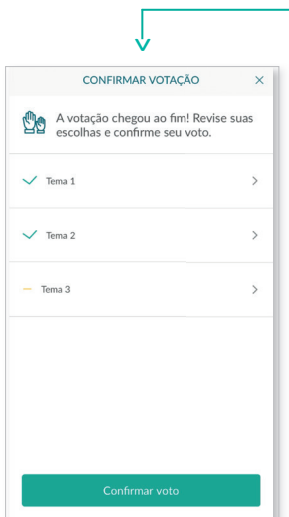 CONFIRMAR VOTAÇÃO
A votação chegou ao fim! Revise suas
escolhas e confirme seu voto.
Tema 1
Tema 2
Tema 3
Confirmar voto